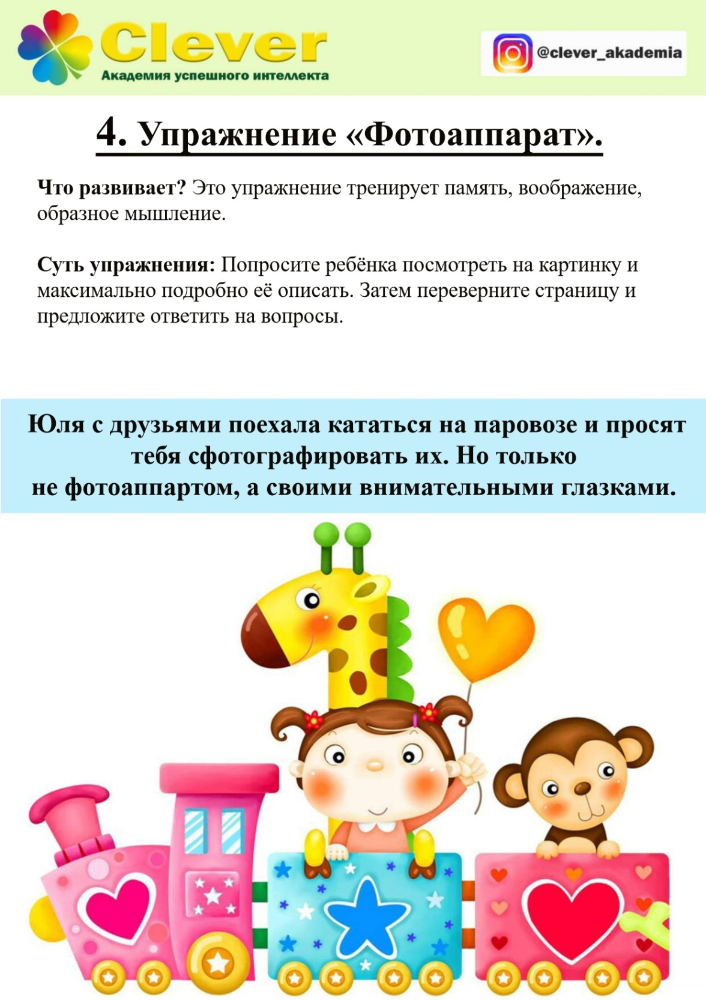 Clever
Академия успешного интеллекта
@clever_akademia
4. Упражнение «Фотоаппарат».
Что развивает? Это упражнение тренирует память, воображение,
образное мышление.
Суть упражнения: Попросите ребёнка посмотреть на картинку и
максимально подробно её описать. Затем переверните страницу и
предложите ответить на вопросы.
Юля с друзьями поехала кататься на паровозе и просят
тебя сфотографировать их. Но только
не фотоаппартом, а своими внимательными глазками.